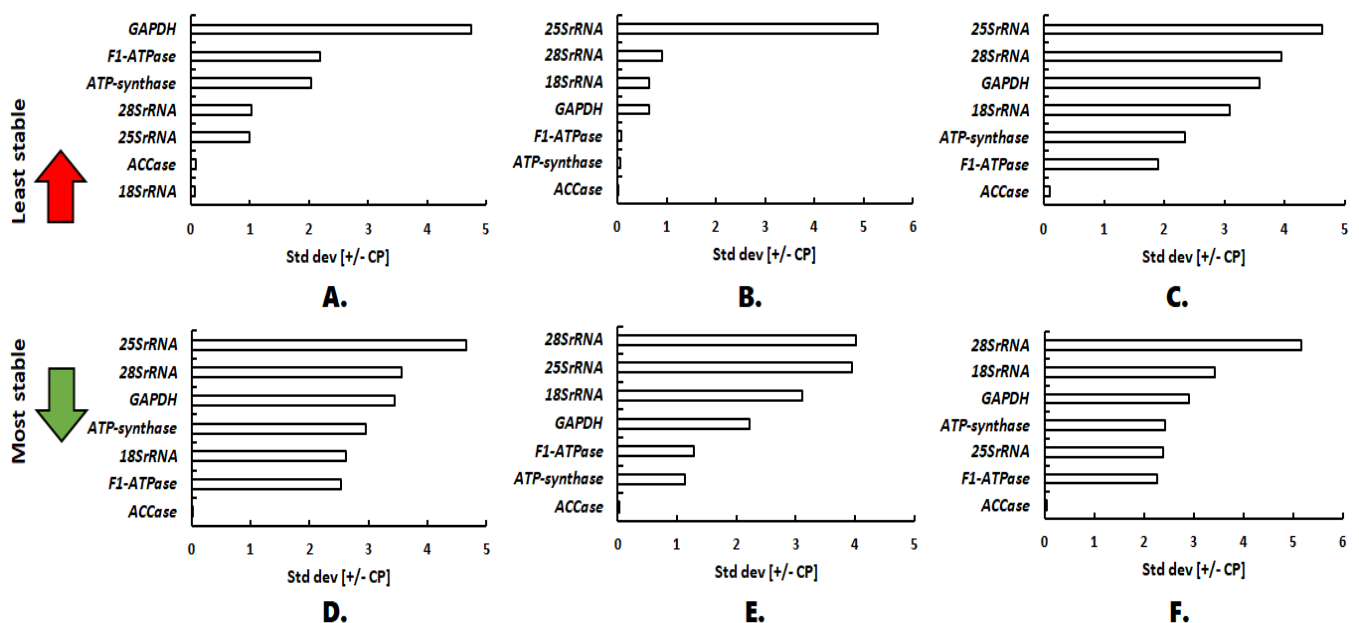 Least stable
GAPDH
F1-ATPase
ATP-synthase
28SrRNA
25SrRNA
ACCase
18SrRNA
0 1 2 3 4 5
Std dev [+/- CP]
A.
25SrRNA
28SrRNA
18SrRNA
GAPDH
F1-ATPase
ATP-synthase
ACCase
0 1 2 3 4 5 6
Std dev [+/- CP]
B.
25SrRNA
28SrRNA
GAPDH
18SrRNA
ATP-synthase
F1-ATPase
ACCase
0 1 2 3 4 5
Std dev [+/- CP]
C.
Most stable
25SrRNA
28SrRNA
GAPDH
ATP-synthase
18SrRNA
F1-ATPase
ACCase
0 1 2 3 4 5
Std dev [+/- CP]
D.
28SrRNA
25SrRNA
18SrRNA
GAPDH
F1-ATPase
ATP-synthase
ACCase
0 1 2 3 4 5
Std dev [+/- CP]
E.
28SrRNA
18SrRNA
GAPDH
ATP-synthase
25SrRNA
F1-ATPase
ACCase
0 1 2 3 4 5 6
Std dev [+/- CP]
F.